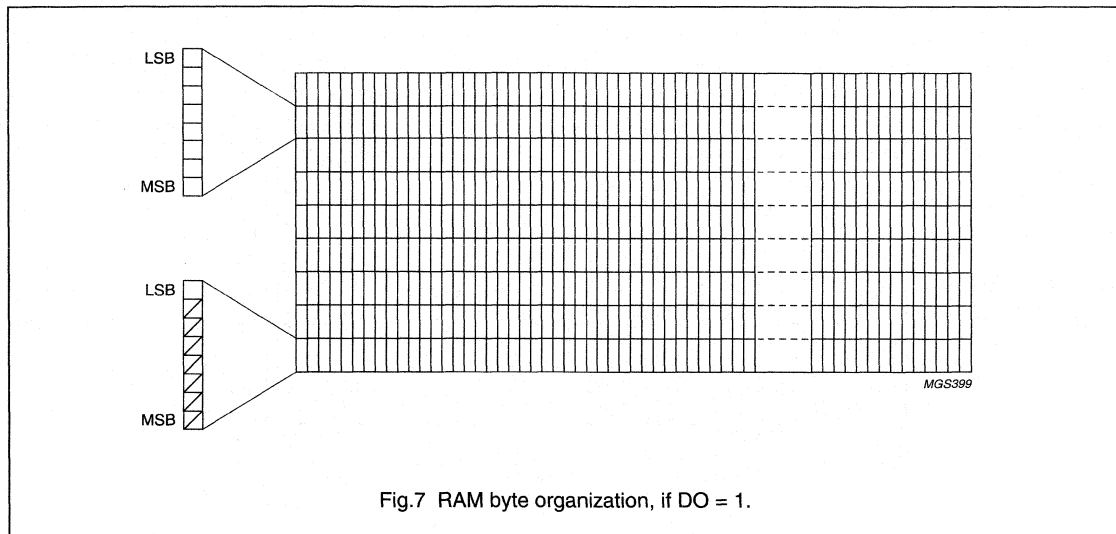 LSB
MSB
LSB
MSB
MGS399
Fig.7 RAM byte organization, if DO = 1.